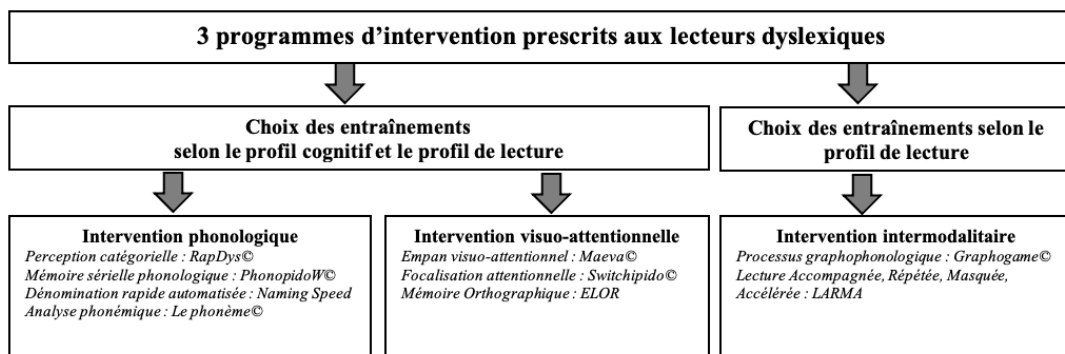 3 programmes d’intervention prescrits aux lecteurs dyslexiques
Choix des entraînements
selon le profil cognitif et le profil de lecture
Choix des entraînements selon le
profil de lecture
Intervention phonologique
Perception catégorielle : RapDys©
Mémoire sérielle phonologique : PhonopidoW©
Dénomination rapide automatisée : Naming Speed
Analyse phonémique : Le phonème©
Intervention visuo-attentionnelle
Empan visuo-attentionnel : Maeva©
Focalisation attentionnelle : Switchipido©
Mémoire Orthographique : ELOR
Intervention intermodalitaire
Processus graphophonologique : Graphogame©
Lecture Accompagnée, Répétée, Masquée,
Accélérée : LARMA